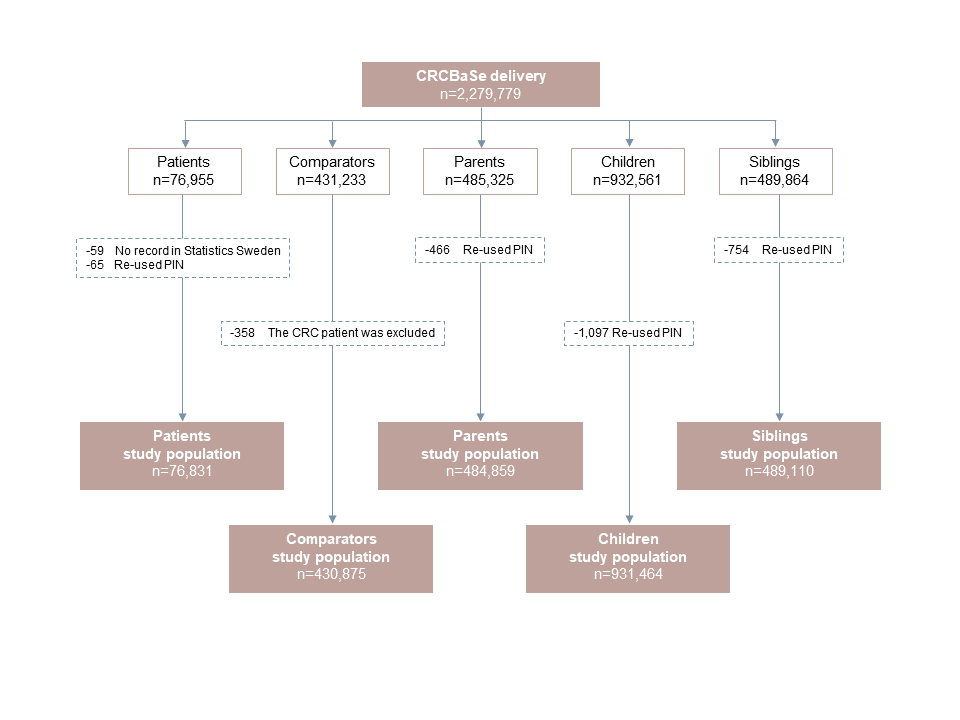 CRCBaSe delivery
n=2,279,779
Patients
n=76,955
Comparators
n=431,233
Parents
n=485,325
Children
n=932,561
Siblings
n=489,864
-59 No record in Statistics Sweden
-65 Re-used PIN
-466 Re-used PIN
-754 Re-used PIN
-358 The CRC patient was excluded
-1,097 Re-used PIN
Patients
study population
n=76,831
Parents
study population
n=484,859
Siblings
study population
n=489,110
Comparators
study population
n=430,875
Children
study population
n=931,464